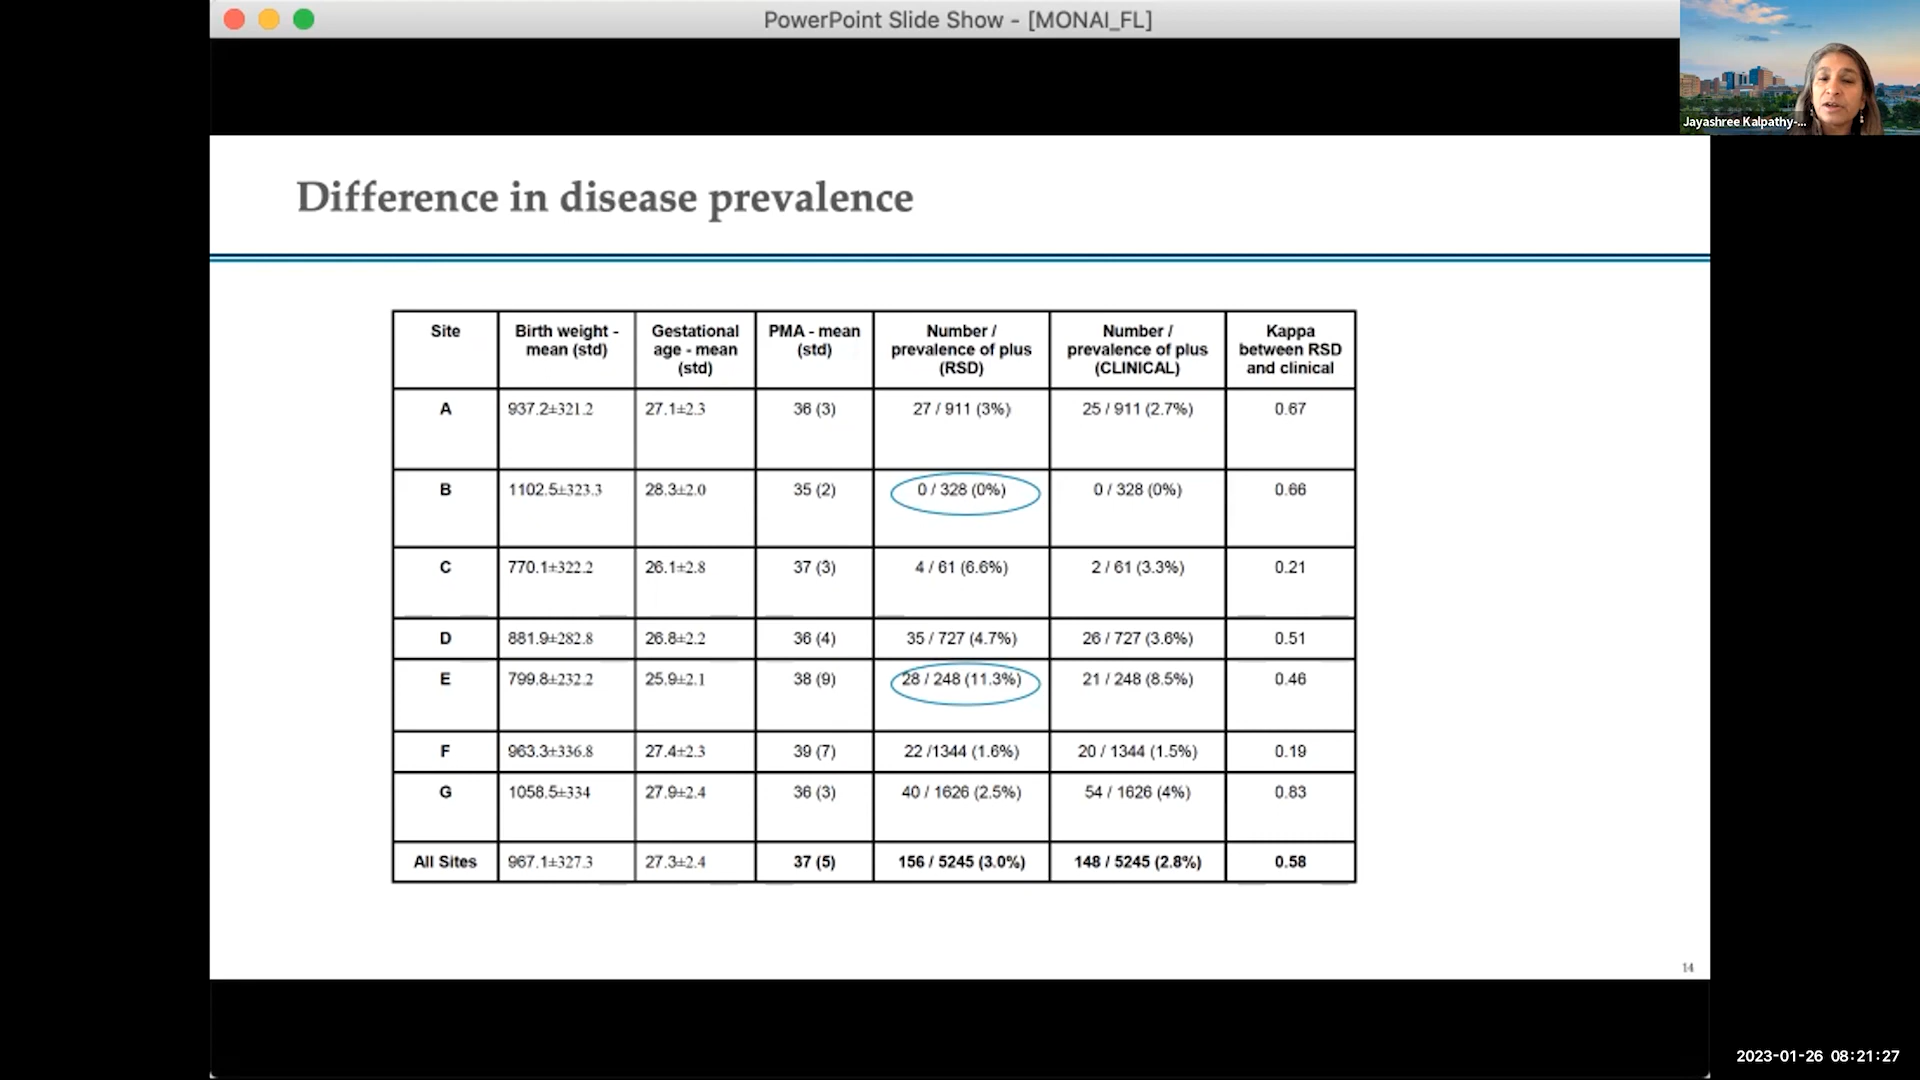 PowerPoint Slide Show - [MONAI_FL]
Jayashree Kalpathy-...
Difference in disease prevalence
Site
Birth weight -
mean (std)
Gestational
age - mean
(std)
PMA - mean
(std)
Number /
prevalence of plus
(RSD)
Number /
prevalence of plus
(CLINICAL)
Kappa
between RSD
and clinical
A 937.2±321.2 27.1±2.3 36 (3) 27 / 911 (3%) 25 / 911 (2.7%) 0.67
B 1102.5±323.3 28.3±2.0 35 (2) 0 / 328 (0%) 0 / 328 (0%) 0.66
C 770.1±322.2 26.1±2.8 37 (3) 4 / 61 (6.6%) 2 / 61 (3.3%) 0.21
D 881.9±282.8 26.8±2.2 36 (4) 35 / 727 (4.7%) 26 / 727 (3.6%) 0.51
E 799.8±232.2 25.9±2.1 38 (9) 28 / 248 (11.3%) 21 / 248 (8.5%) 0.46
F 963.3±336.8 27.4±2.3 39 (7) 22 /1344 (1.6%) 20 / 1344 (1.5%) 0.19
G 1058.5±334 27.9±2.4 36 (3) 40 / 1626 (2.5%) 54 / 1626 (4%) 0.83
All Sites 967.1±327.3 27.3±2.4 37 (5) 156 / 5245 (3.0%) 148 / 5245 (2.8%) 0.58
14
2023-01-26 08:21:27